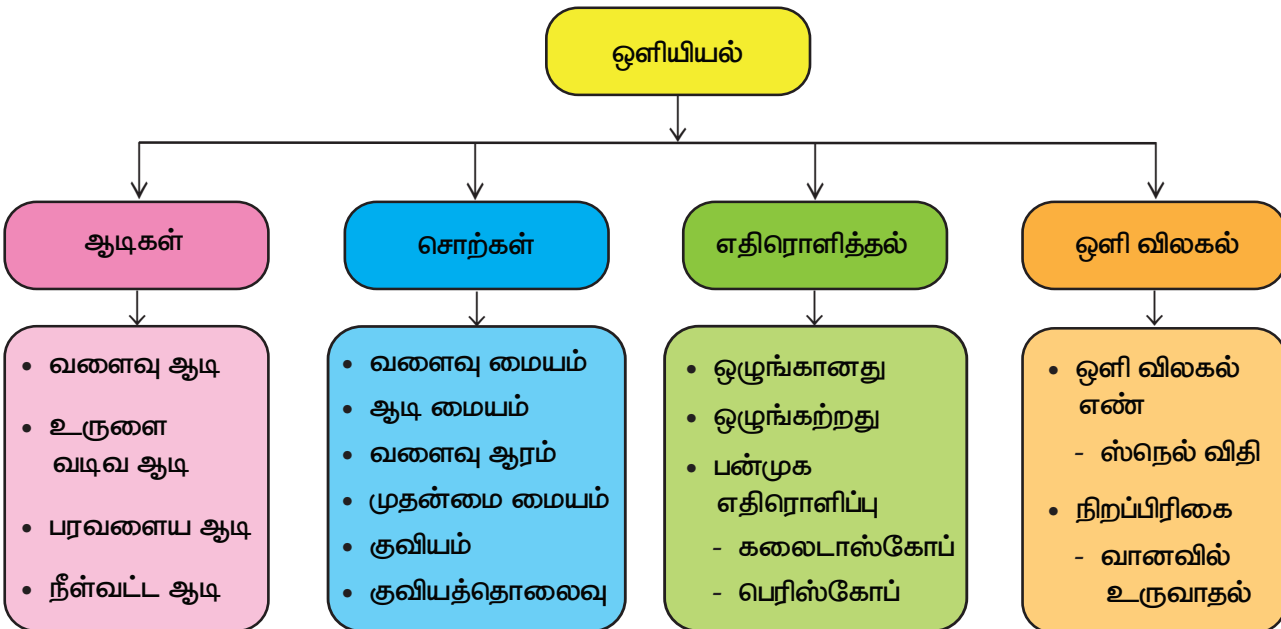 ஒளியியல்
ஆடிகள்
• வளைவு ஆடி
• உருளை
வடிவ ஆடி
• பரவளைய ஆடி
• நீள்வட்ட ஆடி
சொற்கள்
• வளைவு மையம்
• ஆடி மையம்
• வளைவு ஆரம்
• முதன்மை மையம்
• குவியம்
• குவியத்தொலைவு
எதிரொளித்தல்
• ஒழுங்கானது
• ஒழுங்கற்றது
• பன்முக
எதிரொளிப்பு
- கலைடாஸ்கோப்
- பெரிஸ்கோப்
ஒளி விலகல்
• ஒளி விலகல்
எண்
- ஸ்நெல் விதி
• நிறப்பிரிகை
- வானவில்
உருவாதல்